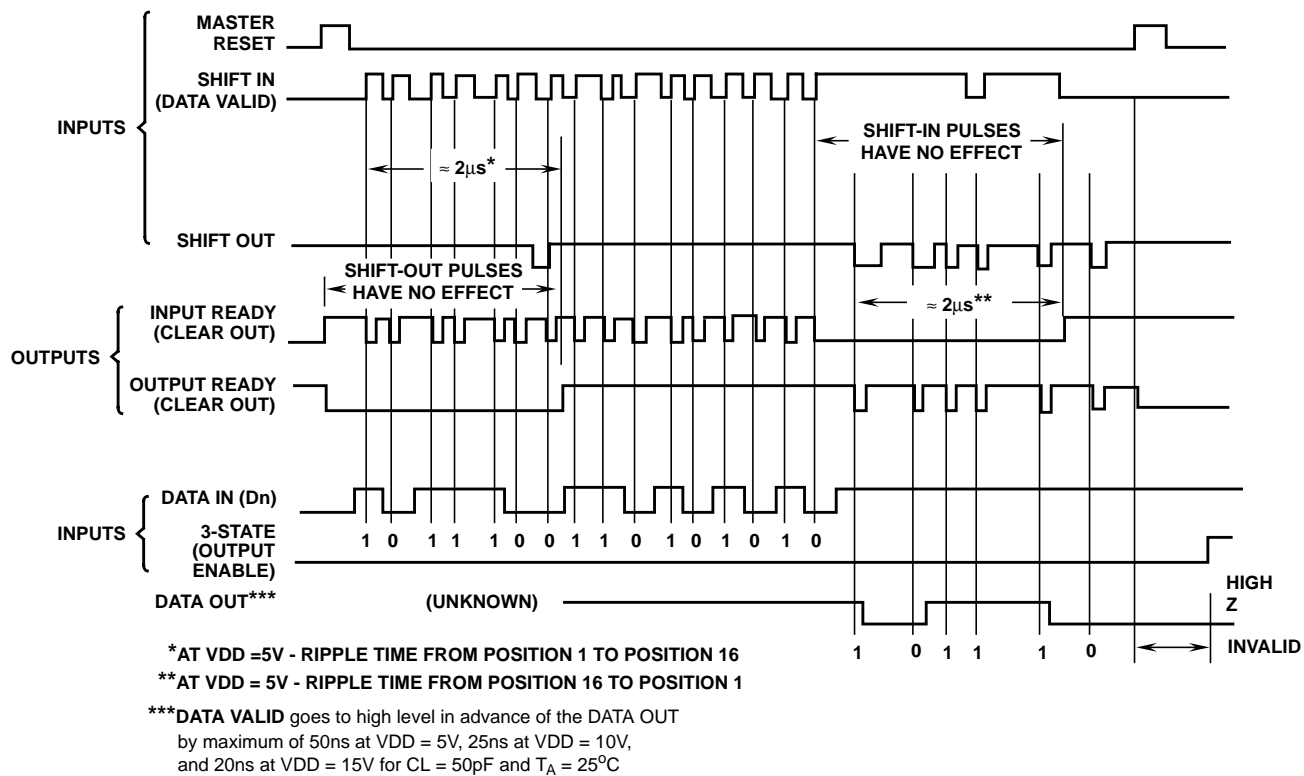 MASTER
RESET
SHIFT IN
(DATA VALID)
INPUTS
SHIFT-IN PULSES
HAVE NO EFFECT
≈ 2µs*
SHIFT OUT
SHIFT-OUT PULSES
HAVE NO EFFECT
≈ 2µs**
INPUT READY
(CLEAR OUT)
OUTPUTS
OUTPUT READY
(CLEAR OUT)
DATA IN (Dn)
INPUTS
3-STATE
(OUTPUT
ENABLE)
1 0 1 1 1 0 0 1 1 0 1 0 1 0 1 0
DATA OUT***
(UNKNOWN)
HIGH
Z
1 0 1 1 1 0
INVALID
*AT VDD =5V - RIPPLE TIME FROM POSITION 1 TO POSITION 16
**AT VDD = 5V - RIPPLE TIME FROM POSITION 16 TO POSITION 1
***DATA VALID goes to high level in advance of the DATA OUT
by maximum of 50ns at VDD = 5V, 25ns at VDD = 10V,
and 20ns at VDD = 15V for CL = 50pF and TA = 25°C